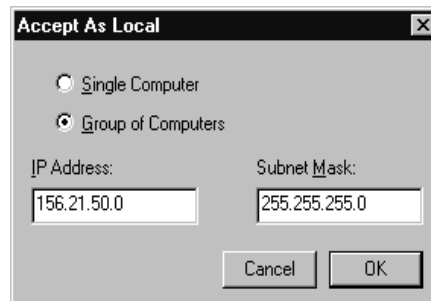 Accept As Local
Single Computer
Group of Computers
IP Address: Subnet Mask:
156.21.50.0 255.255.255.0
Cancel OK